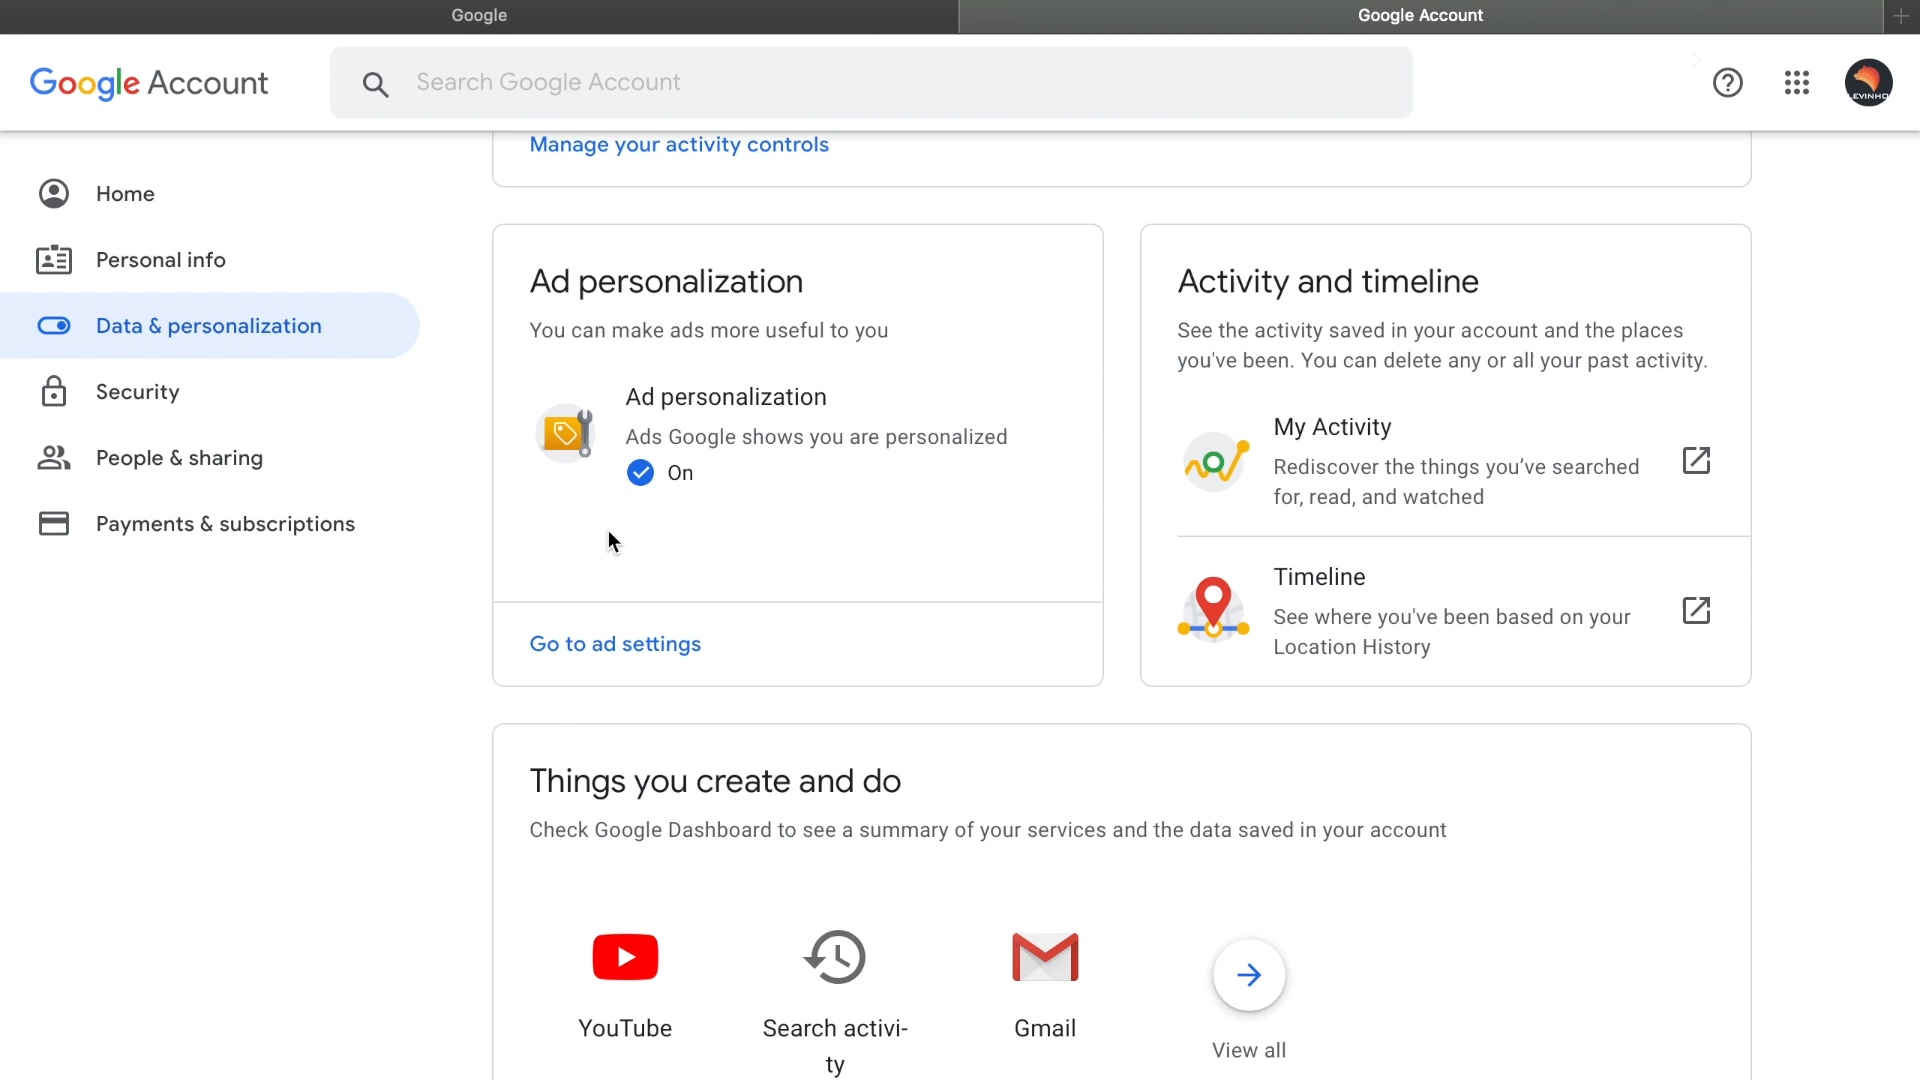 Google
Google Account
Google Account
Search Google Account
LEVINHO
Manage your activity controls
Home
Personal info
Data & personalization
Security
People & sharing
Payments & subscriptions
Ad personalization
You can make ads more useful to you
Ad personalization
Ads Google shows you are personalized
On
Go to ad settings
Activity and timeline
See the activity saved in your account and the places
you've been. You can delete any or all your past activity.
My Activity
Rediscover the things you’ve searched
for, read, and watched
Timeline
See where you've been based on your
Location History
Things you create and do
Check Google Dashboard to see a summary of your services and the data saved in your account
YouTube
Search activi-
ty
Gmail
View all